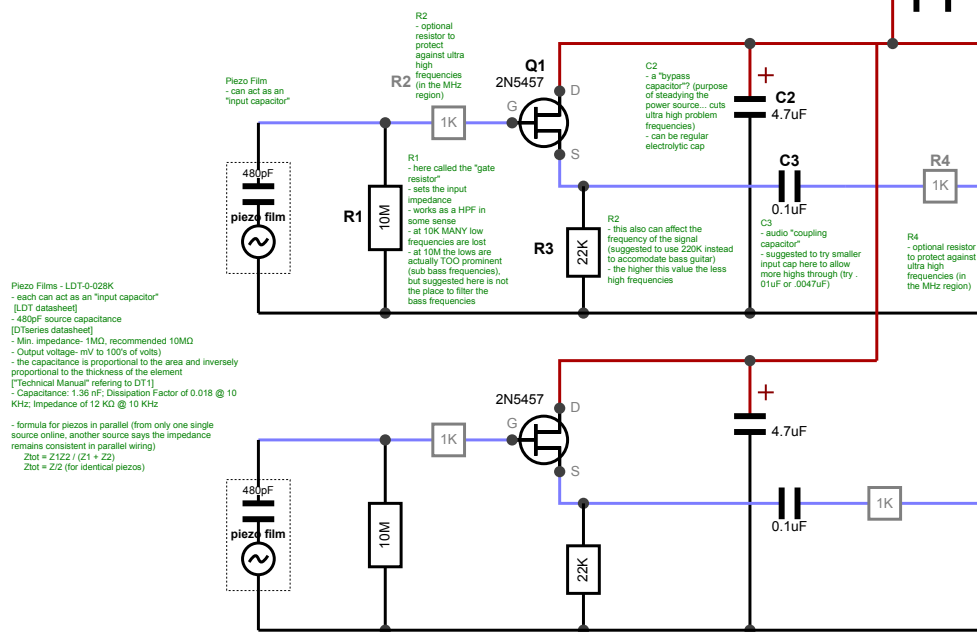 R2
- optional
resistor to
protect
against ultra
high
frequencies
(in the MHz
region)
Piezo Film
- can act as an
"input capacitor"
R2
1K
Q1
2N5457
G
D
S
C2
- a "bypass
capacitor"? (purpose
of steadying the
power source... cuts
ultra high problem
frequencies)
- can be regular
electrolytic cap
+
C2
4.7uF
480pF
piezo film
R1
10M
R1
- here called the "gate
resistor"
- sets the input
impedance
- works as a HPF in
some sense
- at 10K MANY low
frequencies are lost
- at 10M the lows are
actually TOO prominent
(sub bass frequencies),
but suggested here is not
the place to filter the
bass frequencies
R3
22K
R2
- this also can affect the
frequency of the signal
(suggested to use 220K instead
to accomodate bass guitar)
- the higher this value the less
high frequencies
C3
0.1uF
C3
- audio "coupling
capacitor"
- suggested to try smaller
input cap here to allow
more highs through (try .
01uF or .0047uF)
R4
1K
R4
- optional resistor
to protect against
ultra high
frequencies (in
the MHz region)
Piezo Films - LDT-0-028K
- each can act as an "input capacitor"
[LDT datasheet]
- 480pF source capacitance
[DTseries datasheet]
- Min. impedance- 1MΩ, recommended 10MΩ
- Output voltage- mV to 100's of volts)
- the capacitance is proportional to the area and inversely
proportional to the thickness of the element
["Technical Manual" refering to DT1]
- Capacitance: 1.36 nF; Dissipation Factor of 0.018 @ 10
KHz; Impedance of 12 KΩ @ 10 KHz
- formula for piezos in parallel (from only one single
source online, another source says the impedance
remains consistent in parallel wiring)
Ztot = Z1Z2 / (Z1 + Z2)
Ztot = Z/2 (for identical piezos)
2N5457
G
D
S
1K
+
4.7uF
480pF
piezo film
10M
22K
0.1uF
1K